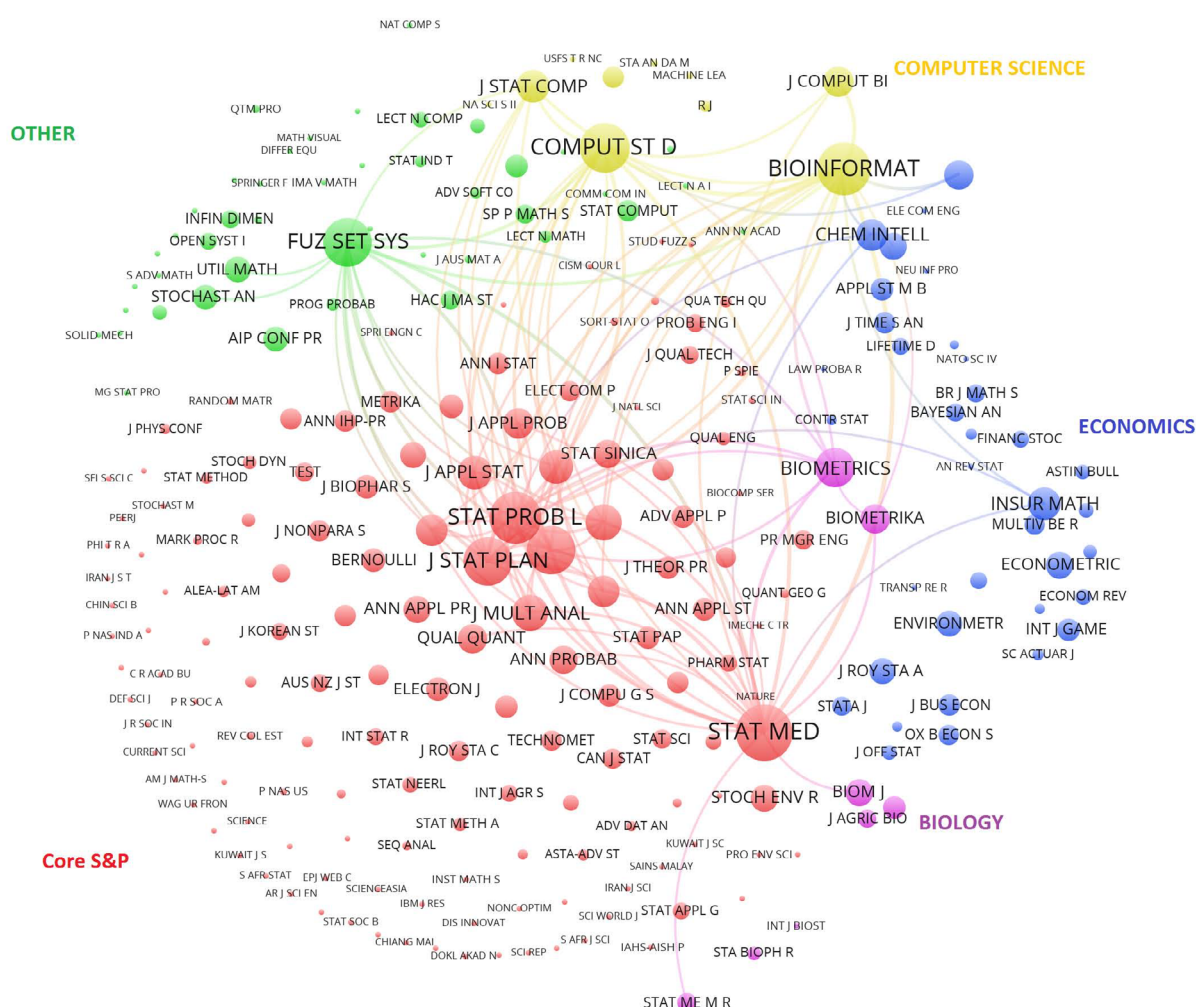 NAT COMP S
USFS T R NC
STA AN DA M
COMPUTER SCIENCE
MACHINE LEA
J STAT COMP
J COMPUT BI
NA SCI S II
R J
QTM PRO
LECT N COMP
OTHER
MATH VISUAL
DIFFER EQU
COMPUT ST D
STAT IND T
BIOINFORMAT
SPRINGER F
IMA V MATH
ADV SOFT CO
COMM COM IN
LECT N A I
INFIN DIMEN
SP P MATH S
STAT COMPUT
ELE COM ENG
OPEN SYST I
FUZ SET SYS
LECT N MATH
STUD FUZZ S
ANN NY ACAD
CHEM INTELL
J AUS MAT A
CISM COUR L
UTIL MATH
S ADV MATH
NEU INF PRO
STOCHAST AN
PROG PROBAB
HAC J MA ST
QUA TECH QU
APPL ST M B
SOLID MECH
AIP CONF PR
SPRI ENGN C
SORT-STAT O
PROB ENG I
J TIME S AN
LIFETIME D
ANN I STAT
J QUAL TECH
P SPIE
LAW PROBA R
NATO SC IV
MG STAT PRO
RANDOM MATR
METRIKA
ELECT COM P
J NATL SCI
STAT SCI IN
BR J MATH S
BAYESIAN AN
J PHYS CONF
ANN IHP-PR
J APPL PROB
CONTR STAT
ECONOMICS
QUAL ENG
FINANC STOC
STOCH DYN
TEST
J APPL STAT
STAT SINICA
BIOMETRICS
AN REV STAT
ASTIN BULL
STAT METHOD
J BIOPHAR S
BIOCOMP SER
STOCHAST M
INSUR MATH
PEERJ
STAT PROB L
ADV APPL P
BIOMETRIKA
MULTIV BE R
MARK PROC R
J NONPARA S
PR MGR ENG
PHI T R A
BERNOULLI
J STAT PLAN
J THEOR PR
ECONOMETRIC
IRAN J S T
ALEA-LAT AM
QUANT GEO G
TRANSP RE R
ECONOM REV
CHIN SCI B
ANN APPL PR
J MULT ANAL
ANN APPL ST
IMECHE C TR
ENVIRONMETR
INT J GAME
P NAS IND A
J KOREAN ST
QUAL QUANT
STAT PAP
SC ACTUAR J
C R ACAD BU
ANN PROBAB
PHARM STAT
J ROY STA A
AUS NZ J ST
ELECTRON J
J COMPU G S
NATURE
DEF SCI J
P R SOC A
STATA J
J BUS ECON
J R SOC IN
REV COL EST
INT STAT R
TECHNOMET
STAT SCI
STAT MED
OX B ECON S
CURRENT SCI
J ROY STA C
CAN J STAT
J OFF STAT
AM J MATH-S
P NAS US
STAT NEERL
INT J AGR S
STOCH ENV R
BIOM J
WAG UR FRON
J AGRIC BIO
BIOLOGY
SCIENCE
STAT METH A
ADV DAT AN
Core S&P
KUWAIT J S
SEQ ANAL
ASTA-ADV ST
KUWAIT J SC
PRO ENV SCI
S AFR STAT
EPJ WEB C
INST MATH S
SAINS MALAY
AR J SCI EN
SCIENCEASIA
IRAN J SCI
IBM J RES
NONC OPTIM
STAT APPL G
STAT SOC B
DIS INNOVAT
SCI WORLD J
INT J BIOST
CHIANG MAI
S AFR J SCI
DOKL AKAD N
SCI REP
IAHS-AISH P
STA BIOPH R
STAT ME M R